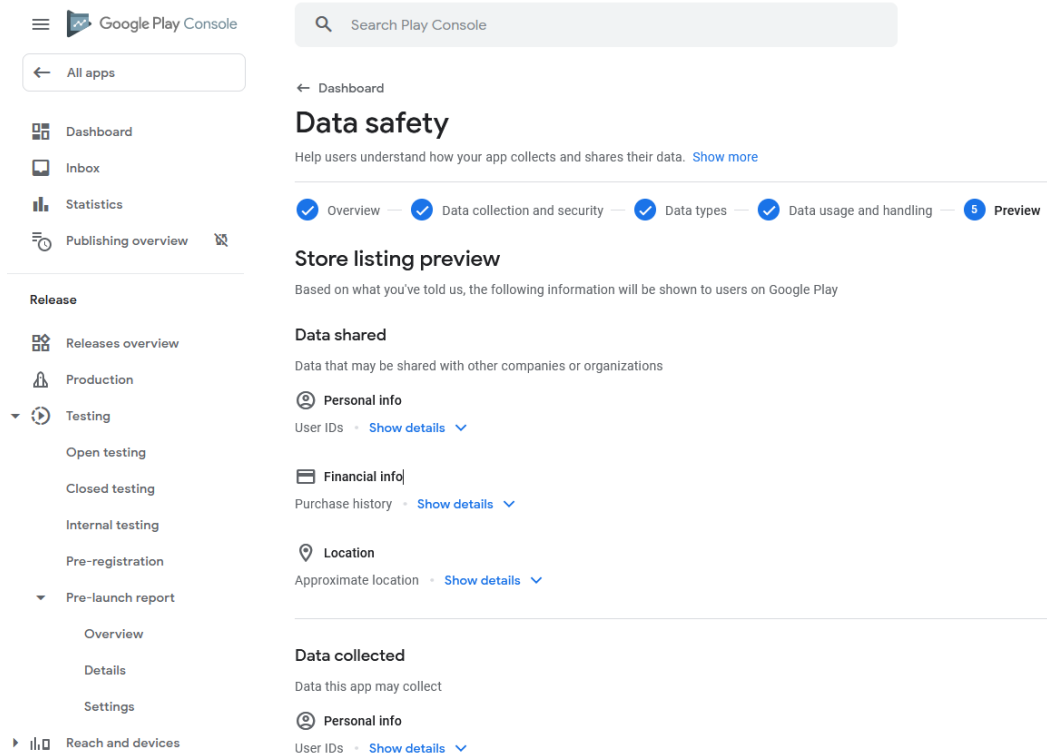 Google Play Console
Search Play Console
All apps
Dashboard
Inbox
Statistics
Publishing overview
Release
Releases overview
Production
Testing
Open testing
Closed testing
Internal testing
Pre-registration
Pre-launch report
Overview
Details
Settings
Reach and devices
Dashboard
Data safety
Help users understand how your app collects and shares their data. Show more
Overview Data collection and security Data types Data usage and handling 5 Preview
Store listing preview
Based on what you've told us, the following information will be shown to users on Google Play
Data shared
Data that may be shared with other companies or organizations
Personal info
User IDs • Show details
Financial info
Purchase history • Show details
Location
Approximate location • Show details
Data collected
Data this app may collect
Personal info
User IDs • Show details